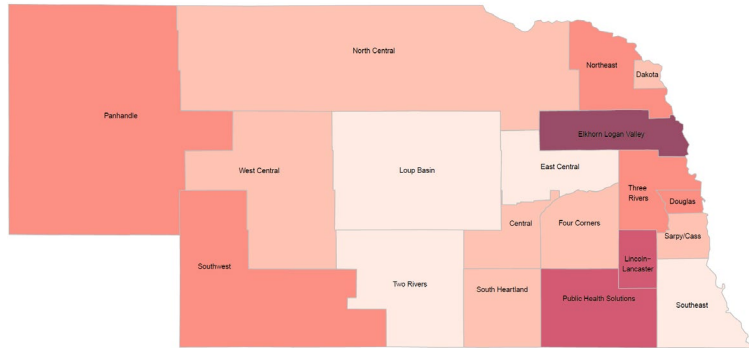 North Central
Northeast
Dakota
Panhandle
Elkhorn Logan Valley
East Central
West Central
Loup Basin
Three
Rivers
Douglas
Central
Four Corners
Sarpy/Cass
Southwest
Lincoln-
Lancaster
Two Rivers
South Heartland
Public Health Solutions
Southeast